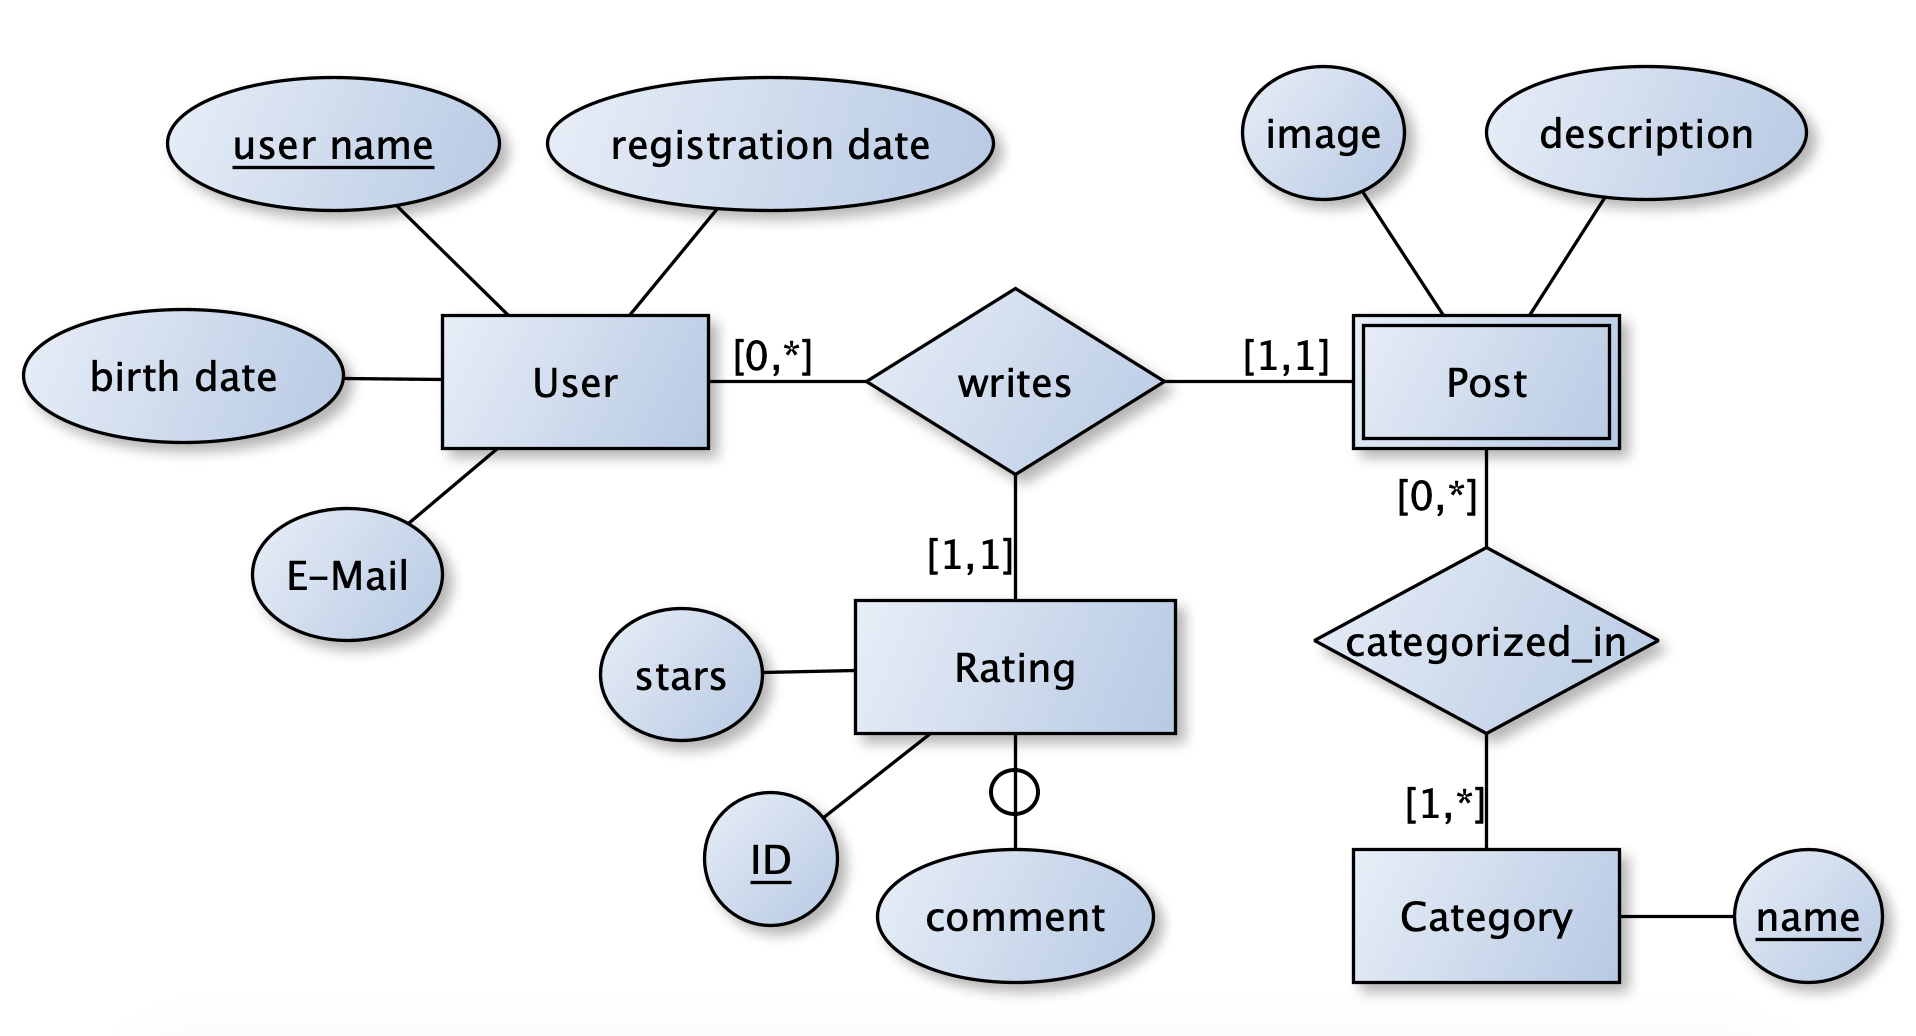 user name
registration date
image
description
birth date
User
[0,*]
writes
[1,1]
Post
E-Mail
[1,1]
[0,*]
stars
Rating
categorized_in
ID
comment
[1,*]
Category
name